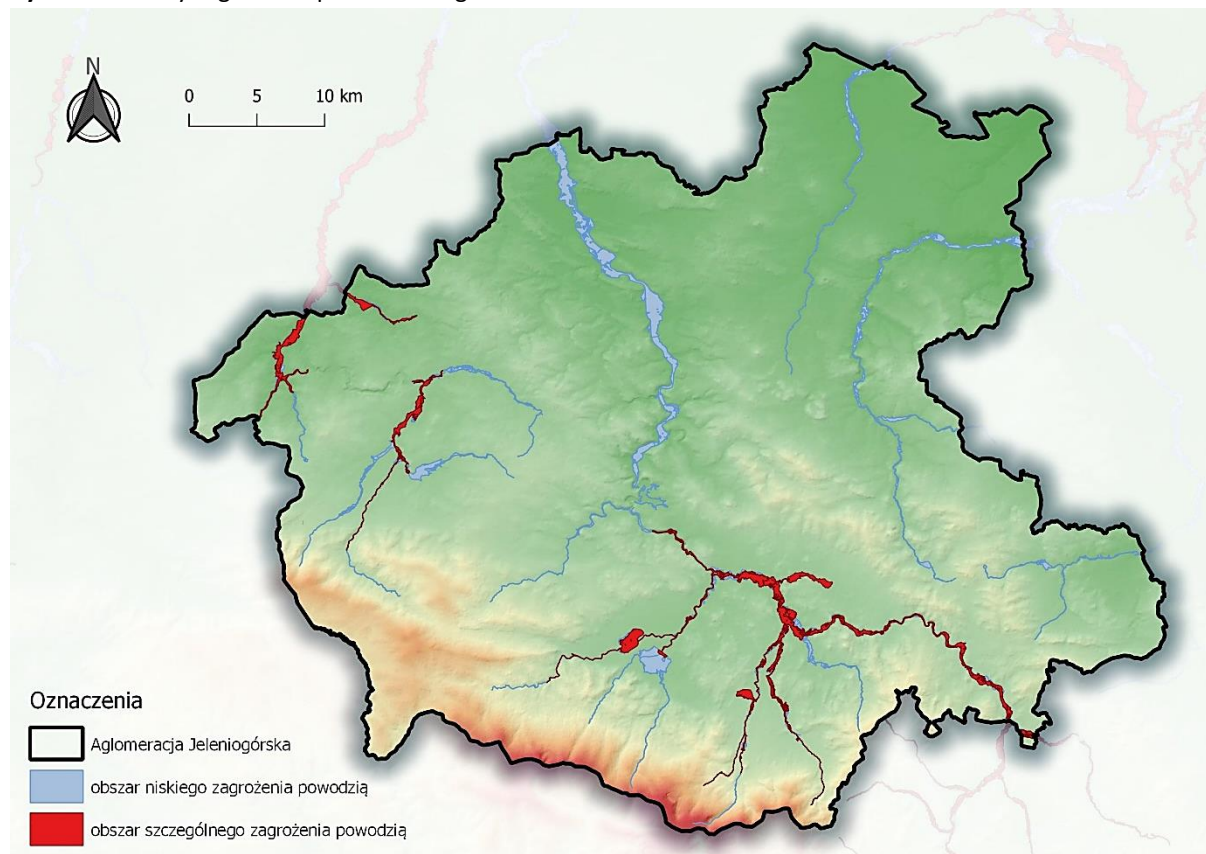 N
0 5 10 km
Oznaczenia
Aglomeracja Jeleniogórska
obszar niskiego zagrożenia powodzią
obszar szczególnego zagrożenia powodzią